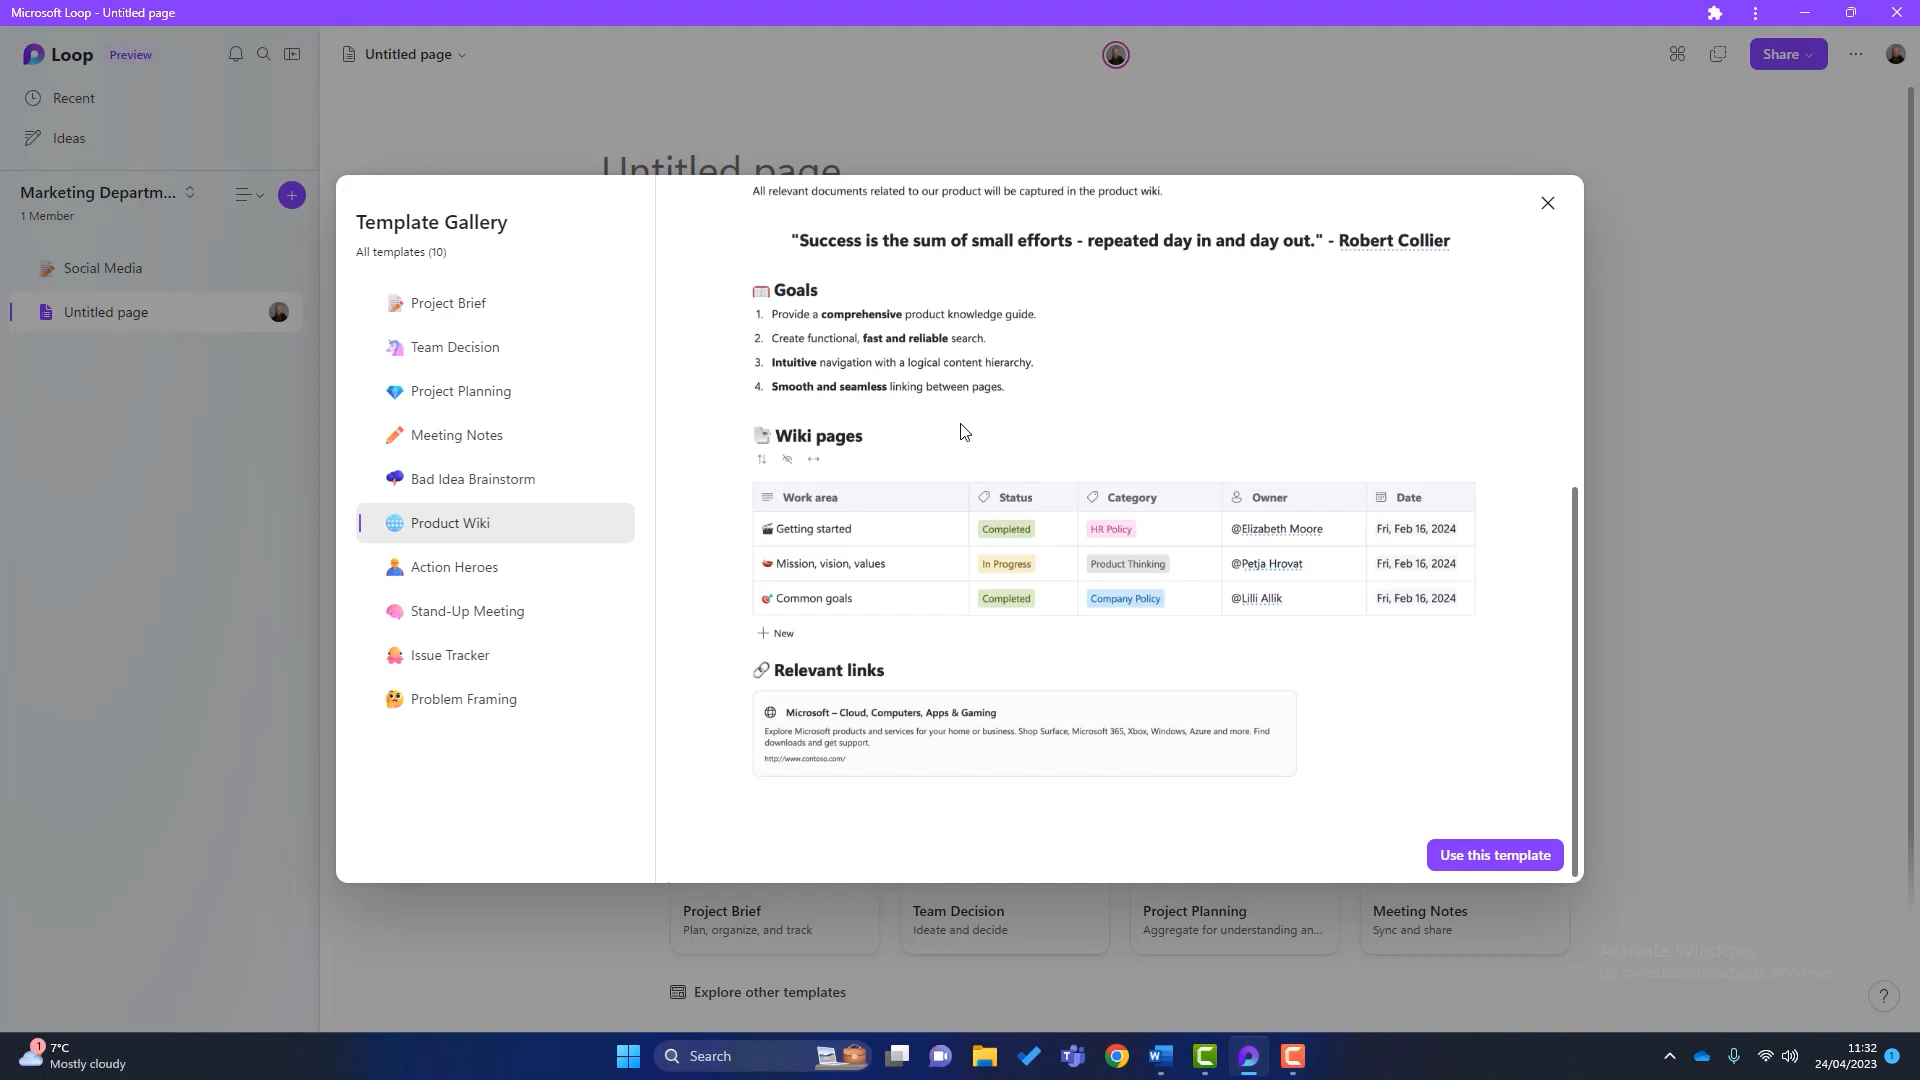 Microsoft Loop - Untitled page
Loop Preview
Untitled page
Share
Recent
Ideas
Untitled page
Marketing Departm...
1 Member
Social Media
Untitled page
Template Gallery
All templates (10)
Project Brief
Team Decision
Project Planning
Meeting Notes
Bad Idea Brainstorm
Product Wiki
Action Heroes
Stand-Up Meeting
Issue Tracker
Problem Framing
All relevant documents related to our product will be captured in the product wiki.
"Success is the sum of small efforts - repeated day in and day out." - Robert Collier
Goals
1. Provide a comprehensive product knowledge guide.
2. Create functional, fast and reliable search.
3. Intuitive navigation with a logical content hierarchy.
4. Smooth and seamless linking between pages.
Wiki pages
Work area Status Category Owner Date
Getting started Completed HR Policy @Elizabeth Moore Fri, Feb 16, 2024
Mission, vision, values In Progress Product Thinking @Petja Hrovat Fri, Feb 16, 2024
Common goals Completed Company Policy @Lilli Allik Fri, Feb 16, 2024
+ New
Relevant links
Microsoft – Cloud, Computers, Apps & Gaming
Explore Microsoft products and services for your home or business. Shop Surface, Microsoft 365, Xbox, Windows, Azure and more. Find
downloads and get support.
http://www.contoso.com/
Use this template
Project Brief
Plan, organize, and track
Team Decision
Ideate and decide
Project Planning
Aggregate for understanding an...
Meeting Notes
Sync and share
Explore other templates
Activate Windows
Go to Settings to activate Windows.
?
1
7°C
Mostly cloudy
Search
11:32
24/04/2023
1